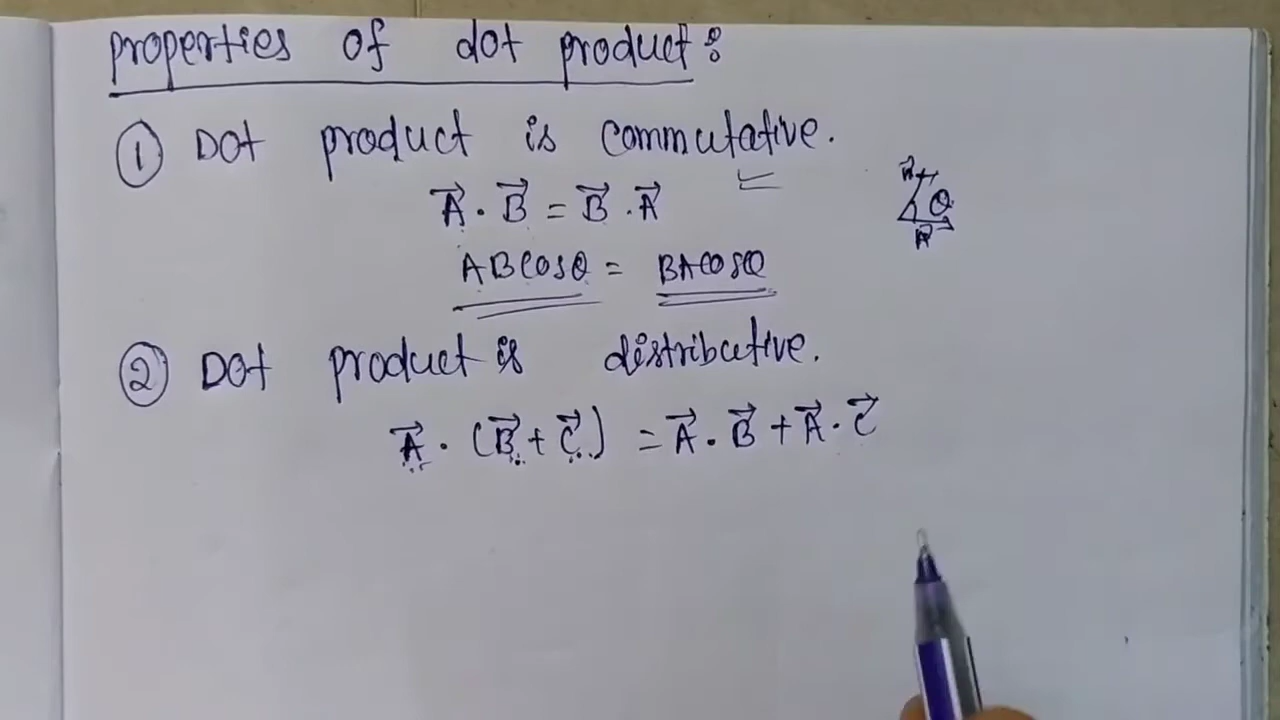 properties of dot product:
① Dot product is commutative.
A⃗ · B⃗ = B⃗ · A⃗
ABcosθ = BAcosθ
θ
② Dot product is distributive.
A⃗ · (B⃗ + C⃗) = A⃗ · B⃗ + A⃗ · C⃗